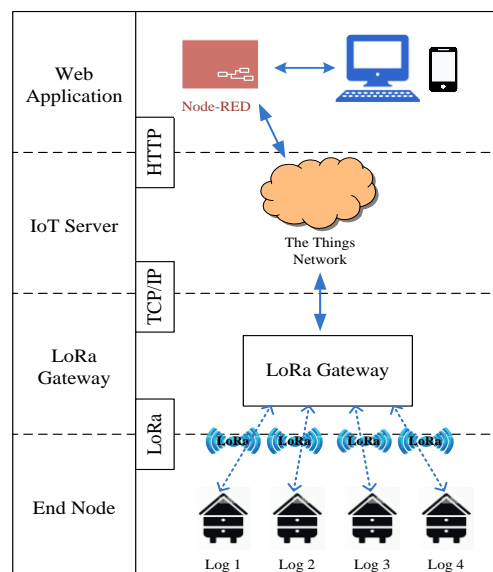 Web
Application
Node-RED
HTTP
IoT Server
The Things
Network
TCP/IP
LoRa
Gateway
LoRa Gateway
LoRa
LoRa LoRa LoRa LoRa
End Node
Log 1 Log 2 Log 3 Log 4